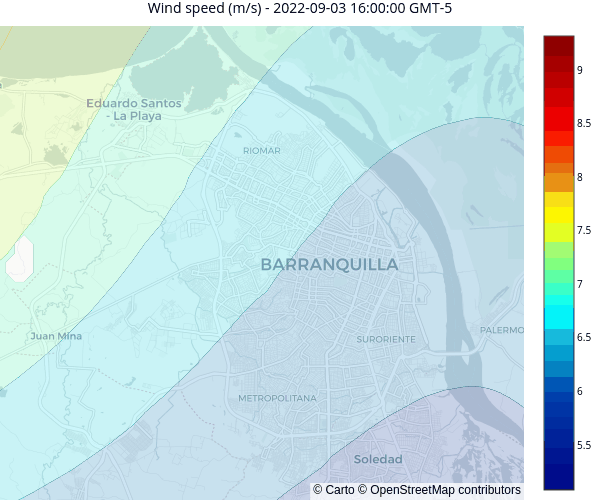 Wind speed (m/s) - 2022-09-03 16:00:00 GMT-5
Eduardo Santos
- La Playa
RIOMAR
BARRANQUILLA
Juan Mina
SURORIENTE
PALERMO
METROPOLITANA
Soledad
© Carto © OpenStreetMap contributors
9
8.5
8
7.5
7
6.5
6
5.5